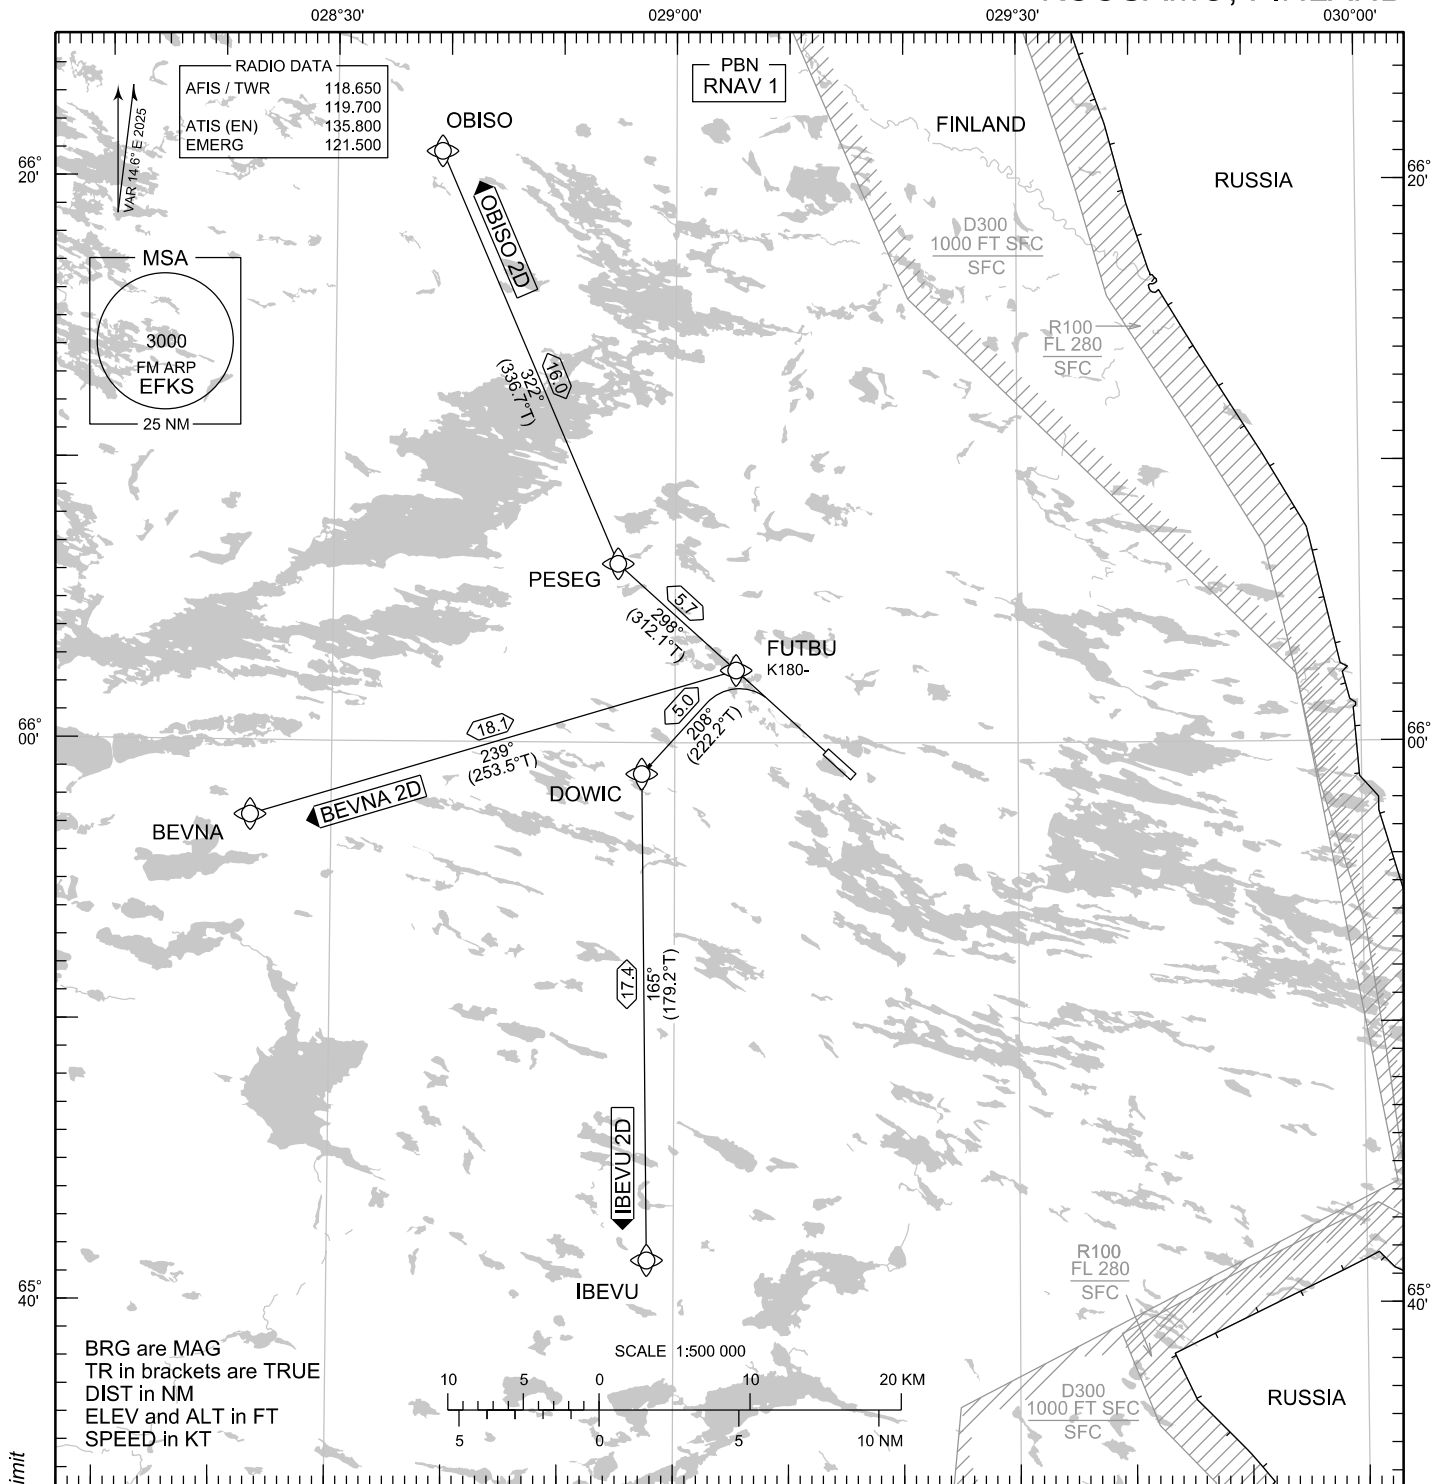 028°30'
029°00'
029°30'
030°00'
RADIO DATA
AFIS / TWR 118.650
119.700
ATIS (EN) 135.800
EMERG 121.500
PBN
RNAV 1
VAR 14.6° E 2025
OBISO
FINLAND
RUSSIA
66°
20'
66°
20'
OBISO 2D
D300
1000 FT SFC
SFC
MSA
3000
FM ARP
EFKS
25 NM
R100
FL 280
SFC
16.0
322°
(336.7°T)
PESEG
5.7
298°
(312.1°T)
FUTBU
K180-
5.0
208°
(222.2°T)
18.1
239°
(253.5°T)
66°
00'
66°
00'
DOWIC
BEVNA 2D
BEVNA
17.4
165°
(179.2°T)
IBEVU 2D
IBEVU
R100
FL 280
SFC
65°
40'
65°
40'
BRG are MAG
TR in brackets are TRUE
DIST in NM
ELEV and ALT in FT
SPEED in KT
SCALE 1:500 000
10 5 0 10 20 KM
5 0 5 10 NM
D300
1000 FT SFC
SFC
RUSSIA